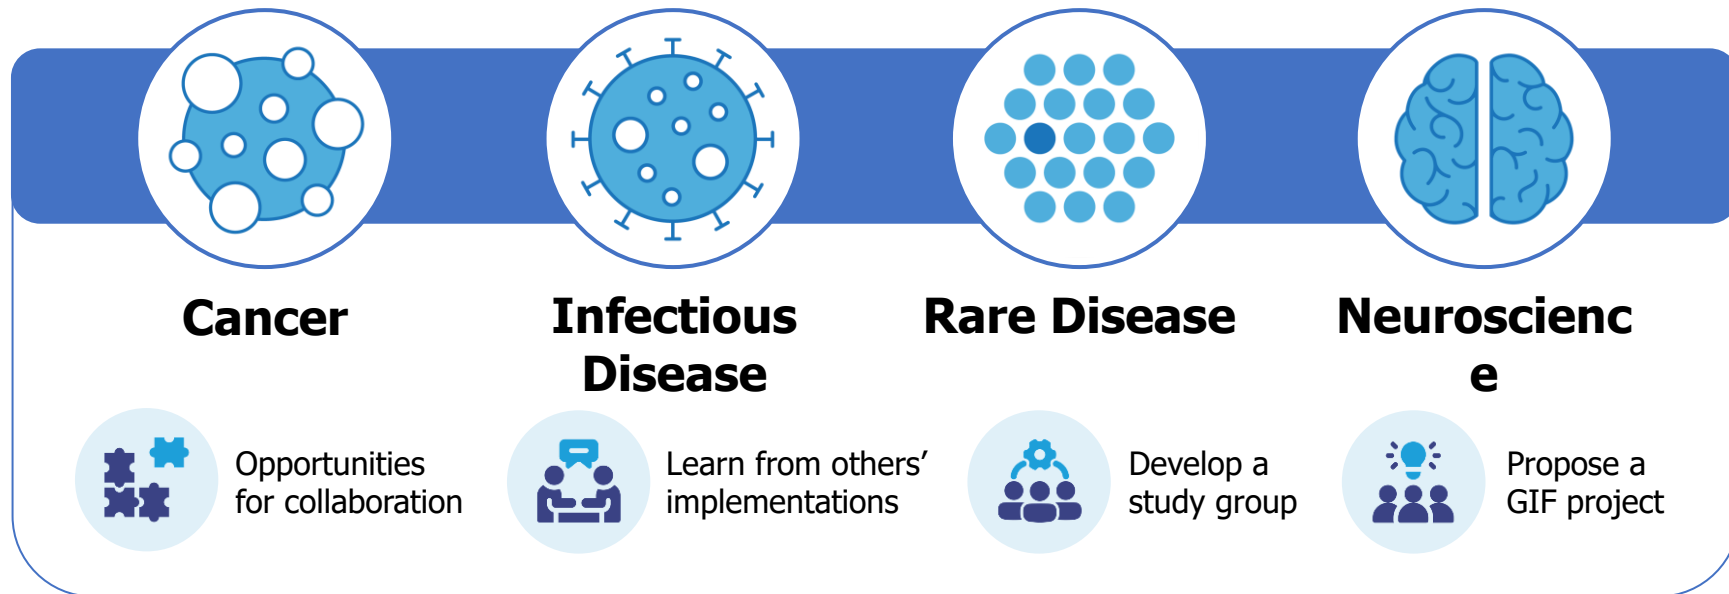 Cancer
Infectious
Disease
Rare Disease
Neuroscienc
e
Opportunities
for collaboration
Learn from others’
implementations
Develop a
study group
Propose a
GIF project